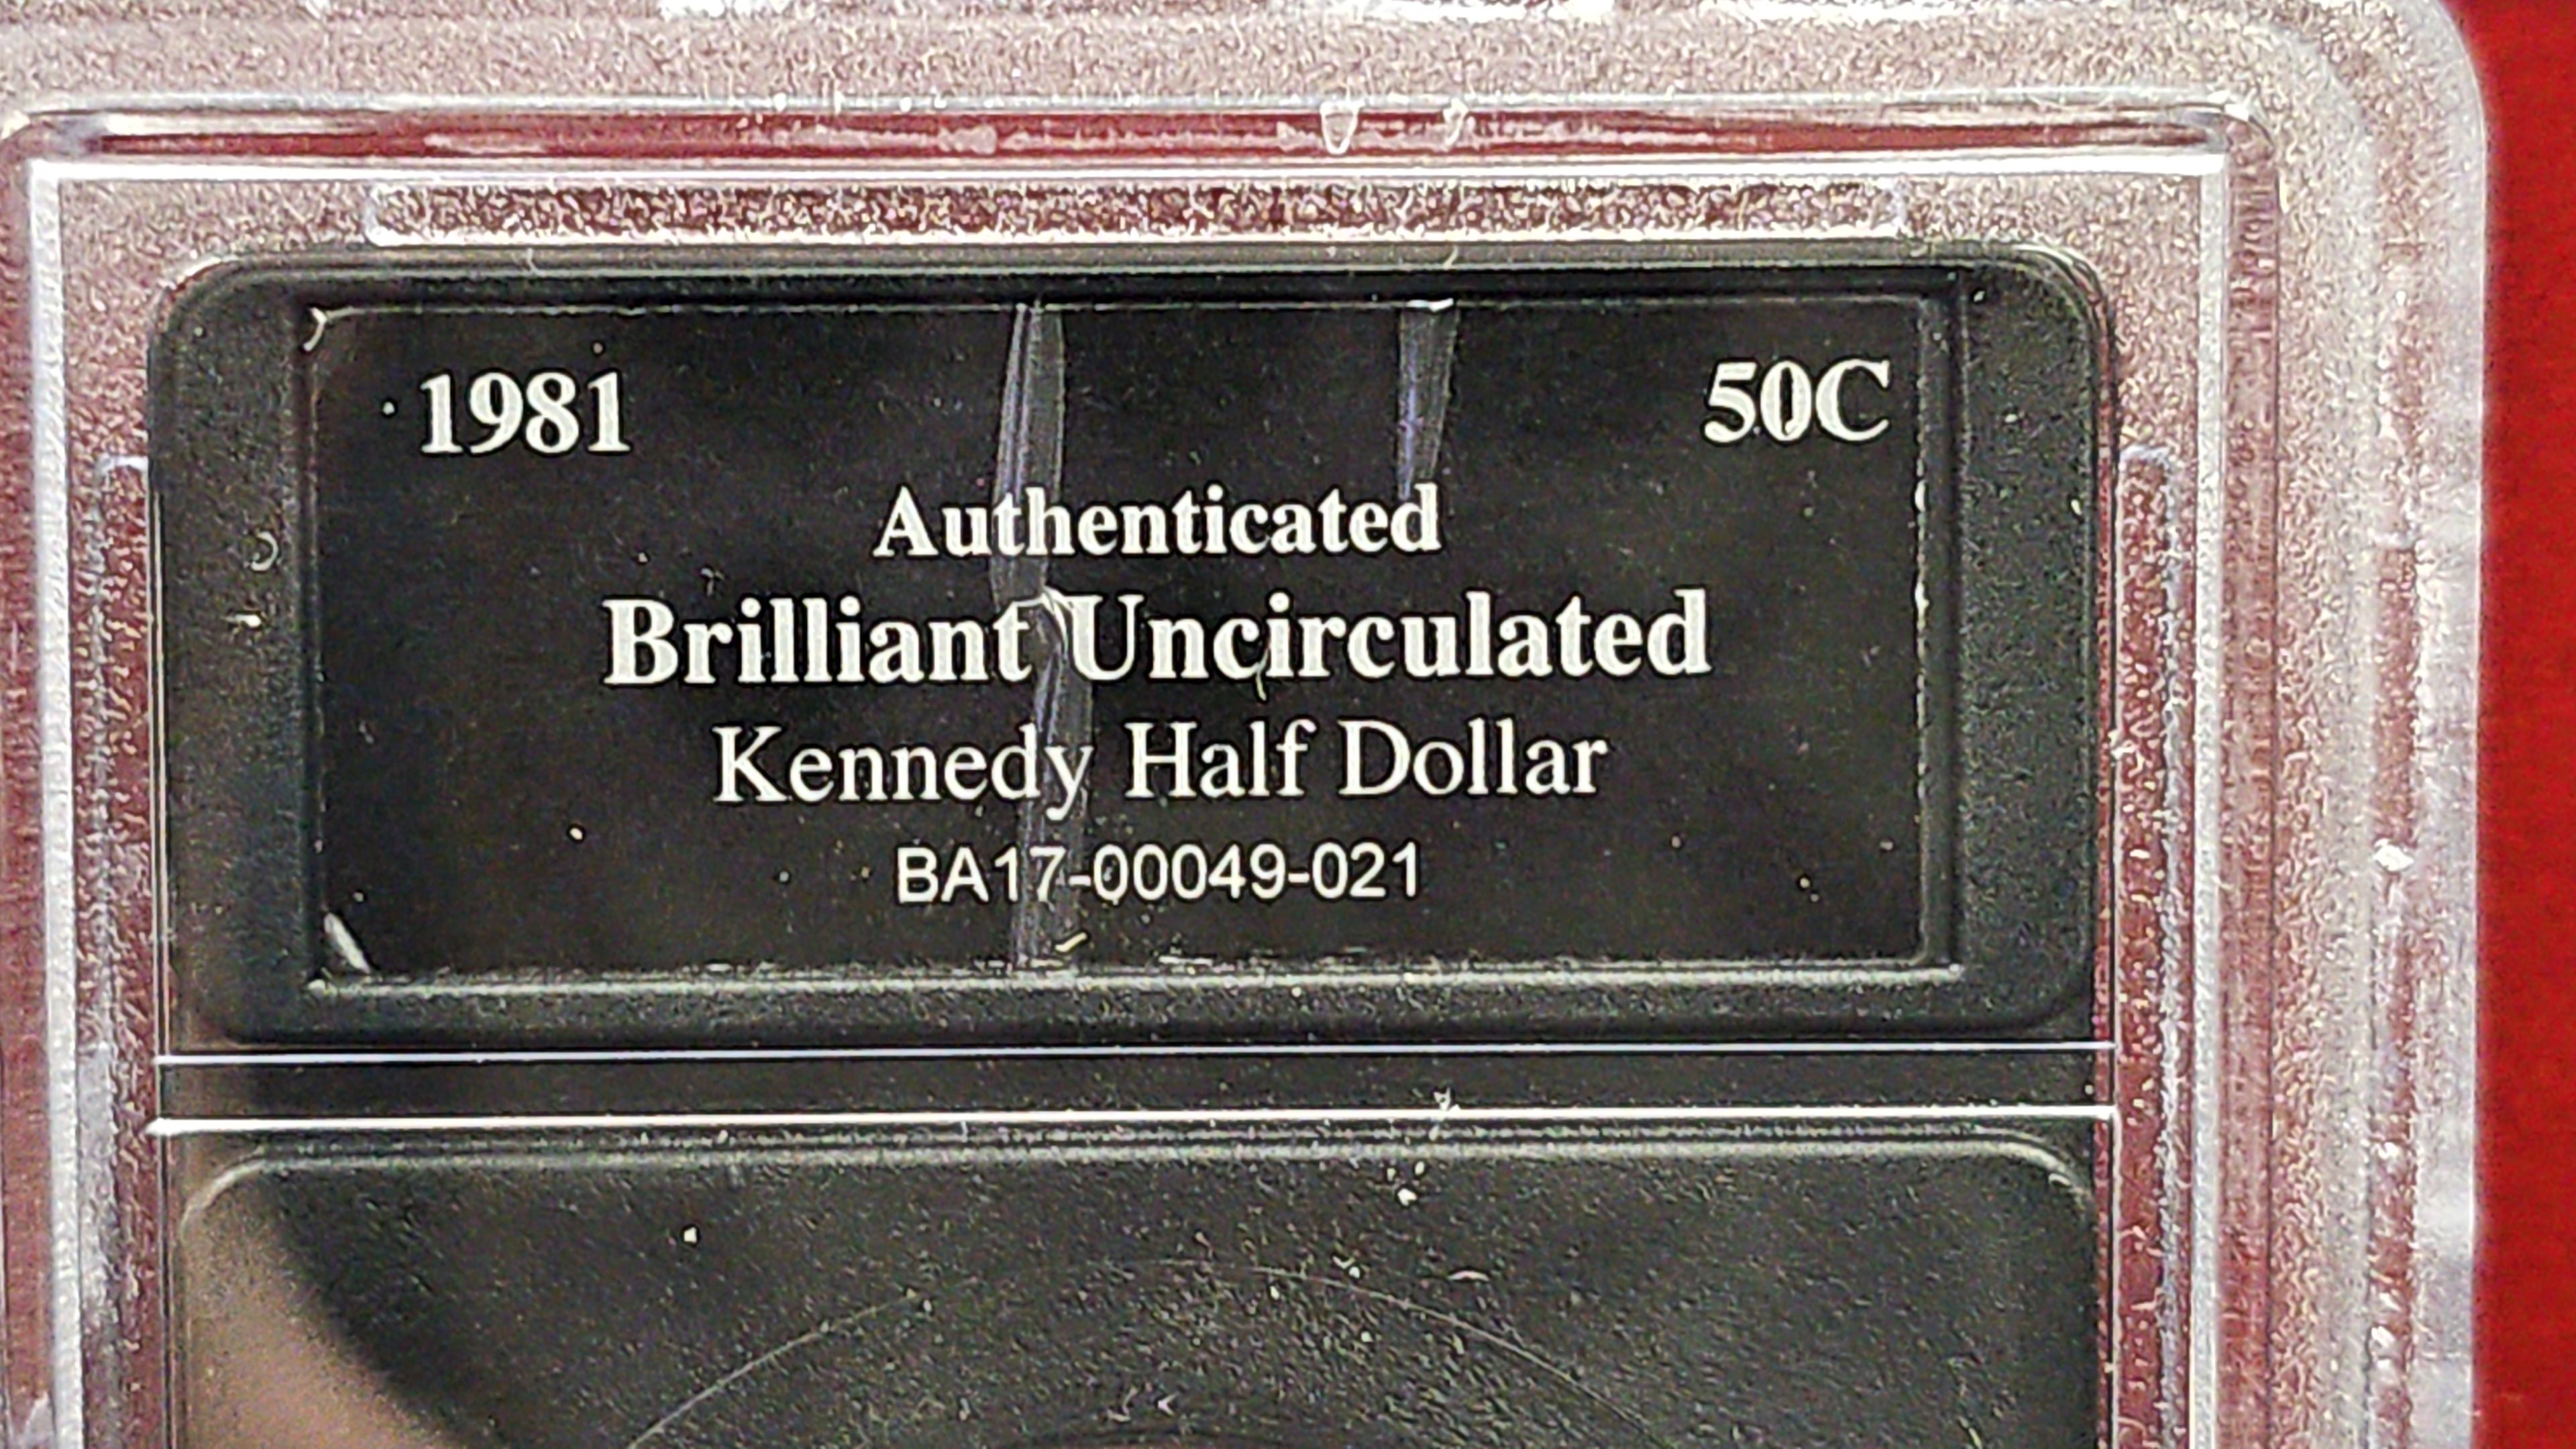 1981 50C
Authenticated
Brilliant Uncirculated
Kennedy Half Dollar
BA17-00049-021